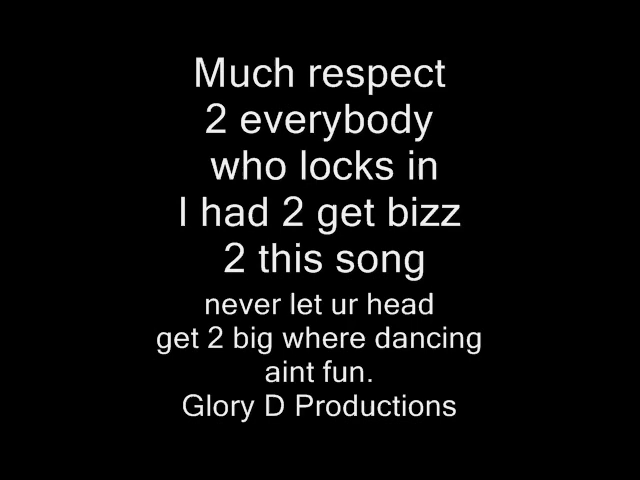 Much respect
2 everybody
who locks in
I had 2 get bizz
2 this song
never let ur head
get 2 big where dancing
aint fun.
Glory D Productions